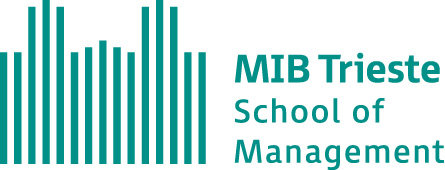 MIB Trieste
School of
Management